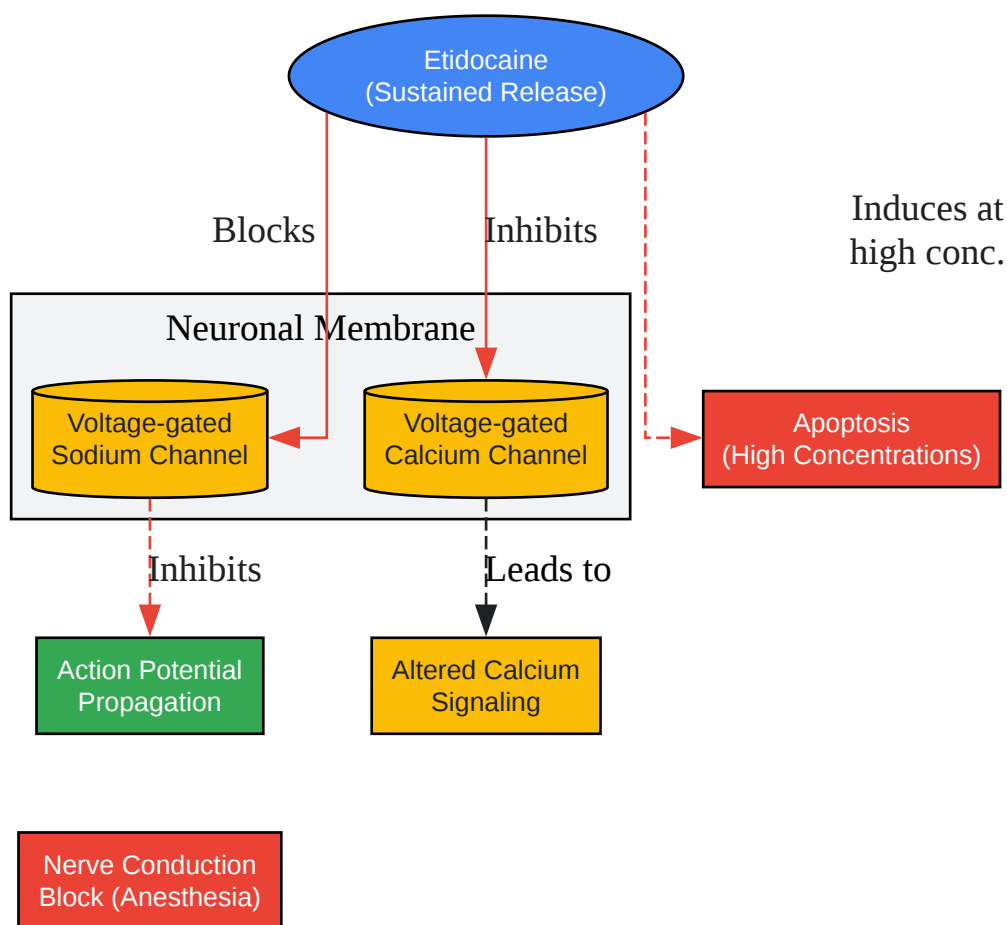 Etidocaine
(Sustained Release)
Blocks
Inhibits
Induces at
high conc.
Neuronal Membrane
Voltage-gated
Sodium Channel
Voltage-gated
Calcium Channel
Apoptosis
(High Concentrations)
Inhibits
Leads to
Action Potential
Propagation
Altered Calcium
Signaling
Nerve Conduction
Block (Anesthesia)